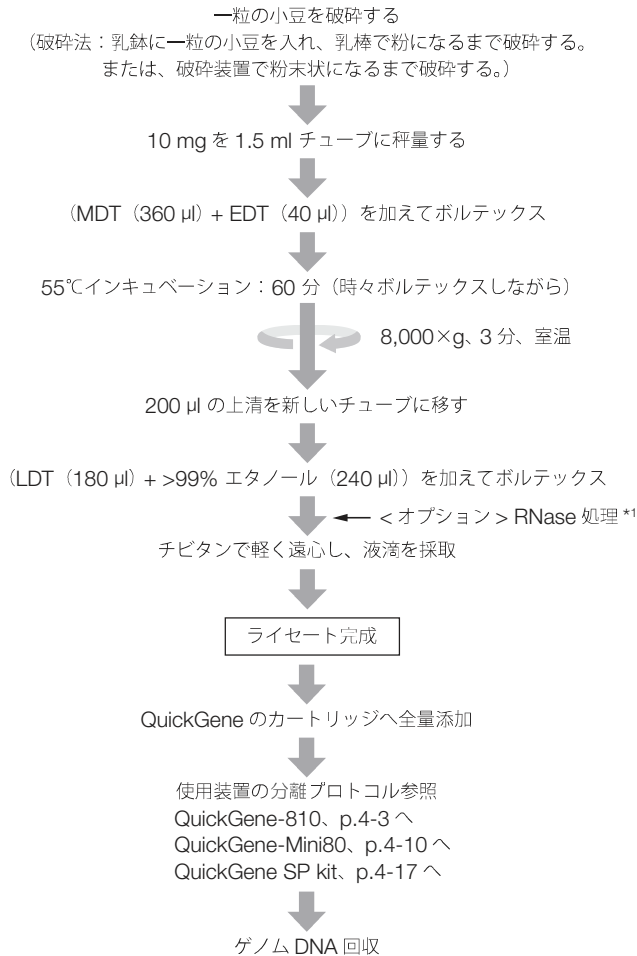 一粒の小豆を破砕する
（破砕法：乳鉢に一粒の小豆を入れ、乳棒で粉になるまで破砕する。
または、破砕装置で粉末状になるまで破砕する。）
10 mg を 1.5 ml チューブに秤量する
（MDT（360 μl）+ EDT（40 μl））を加えてボルテックス
55℃インキュベーション：60 分（時々ボルテックスしながら）
8,000×g、3 分、室温
200 μl の上清を新しいチューブに移す
（LDT（180 μl）+ >99% エタノール（240 μl））を加えてボルテックス
< オプション > RNase 処理 *1
チビタンで軽く遠心し、液滴を採取
ライセート完成
QuickGene のカートリッジへ全量添加
使用装置の分離プロトコル参照
QuickGene-810、p.4-3 へ
QuickGene-Mini80、p.4-10 へ
QuickGene SP kit、p.4-17 へ
ゲノム DNA 回収